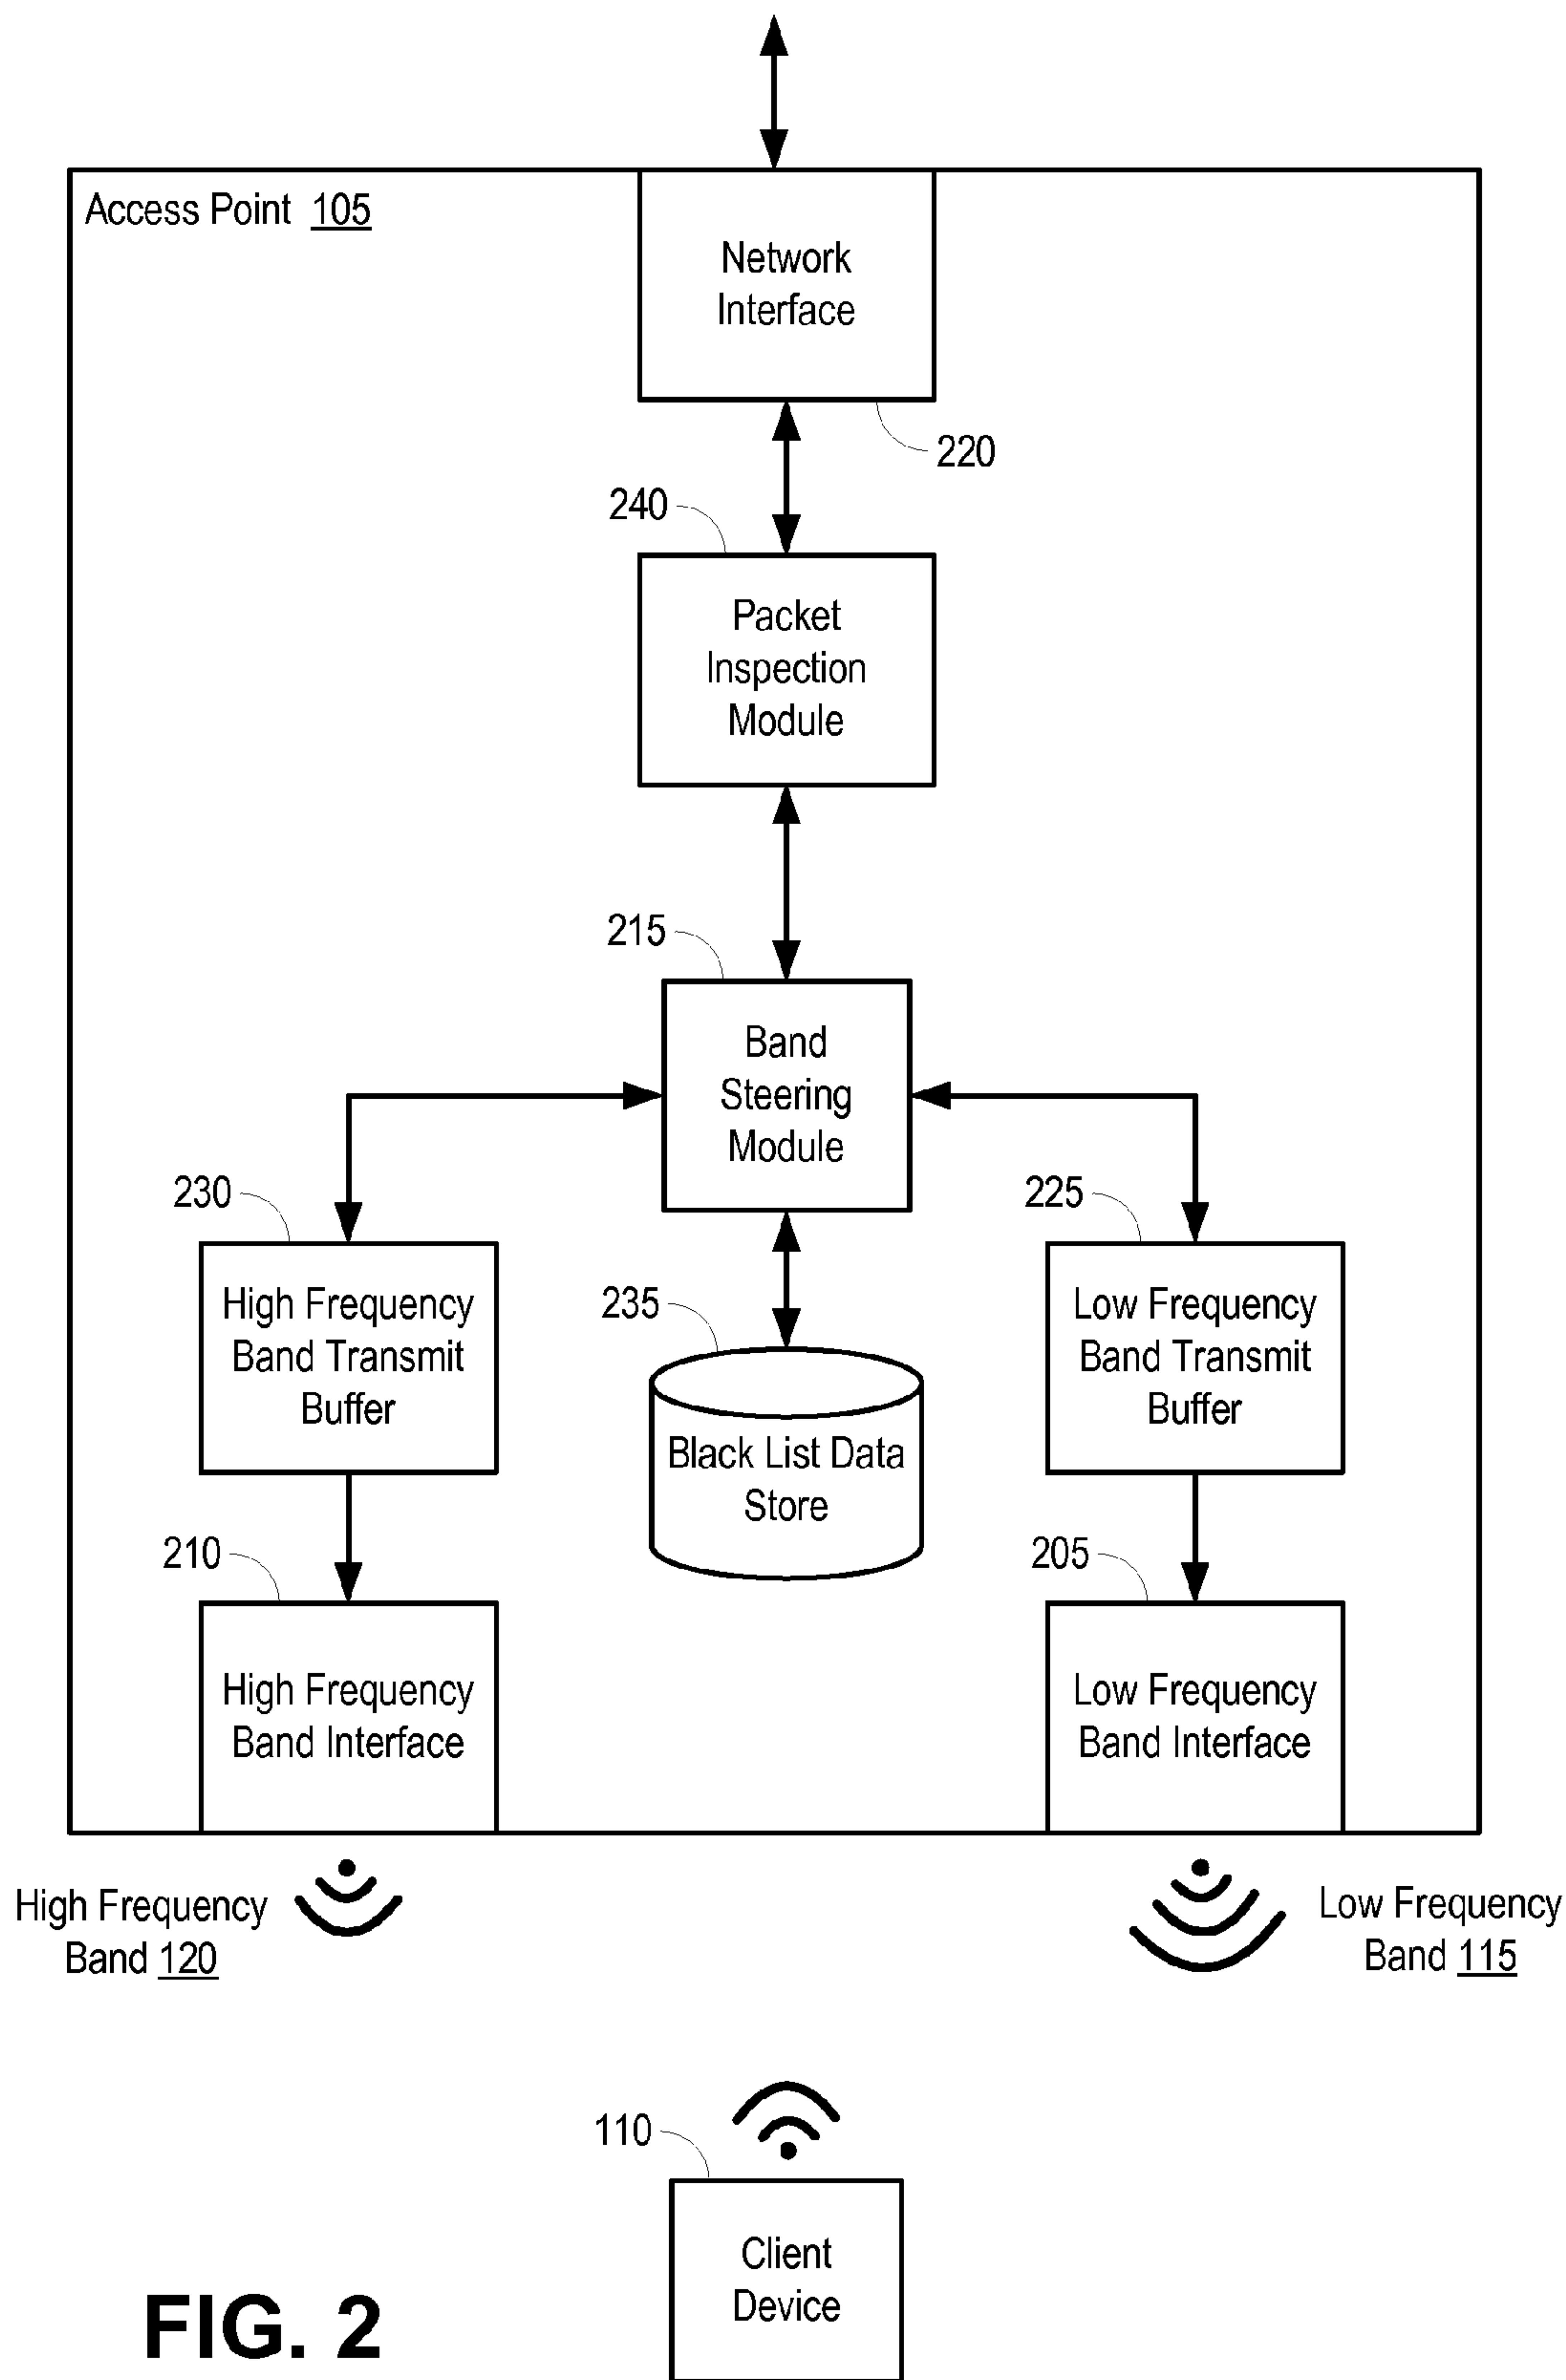 Access Point 105
Network
Interface
220
240
Packet
Inspection
Module
215
Band
Steering
Module
230
225
High Frequency
Band Transmit
Buffer
235
Low Frequency
Band Transmit
Buffer
Black List Data
Store
210
205
High Frequency
Band Interface
Low Frequency
Band Interface
High Frequency
Band 120
Low Frequency
Band 115
110
Client
Device
FIG. 2